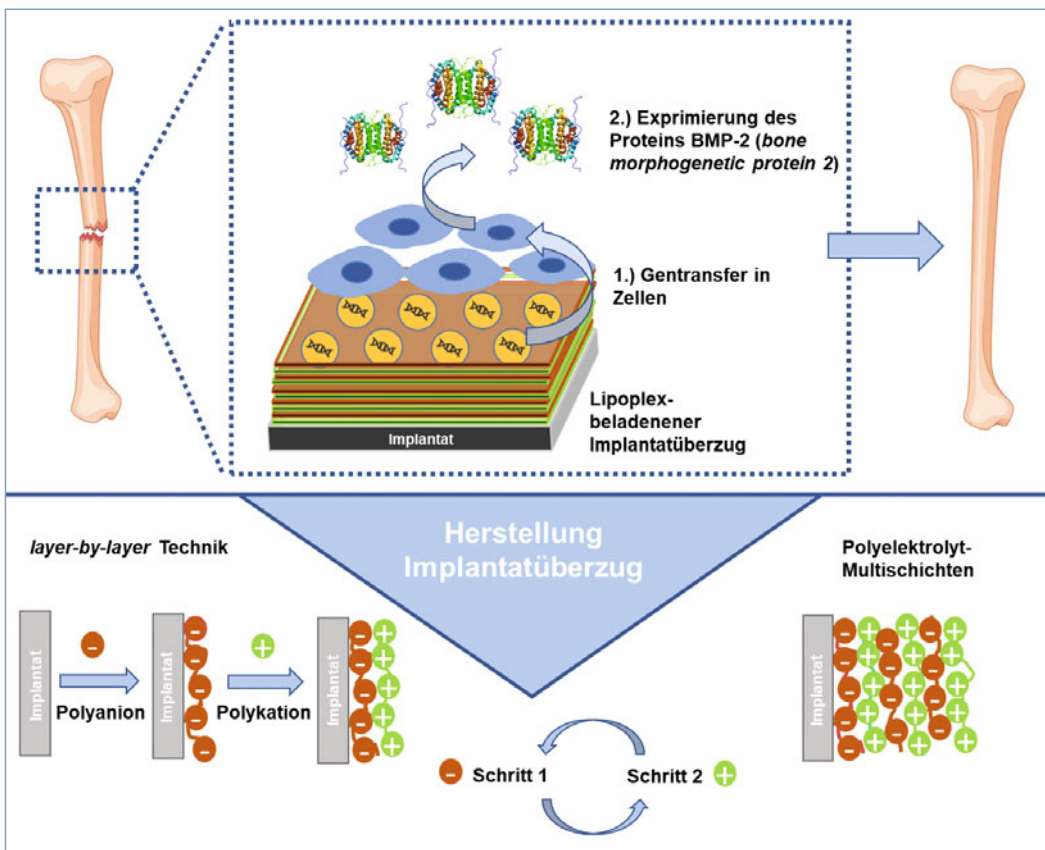 2.) Exprimierung des
Proteins BMP-2 (bone
morphogenetic protein 2)
1.) Gentransfer in
Zellen
Lipoplex-
beladenener
Implantatüberzug
Implantat
Herstellung
Implantatüberzug
layer-by-layer Technik
Polyelektrolyt-
Multischichten
Implantat
-
Polyanion
Implantat
-
-
-
-
-
+
Polykation
Implantat
-
-
-
-
-
+
+
+
+
+
- Schritt 1
Schritt 2 +
Implantat
-
-
-
-
-
+
+
+
+
+
-
-
-
-
-
+
+
+
+
+
-
-
-
-
-
+
+
+
+
+